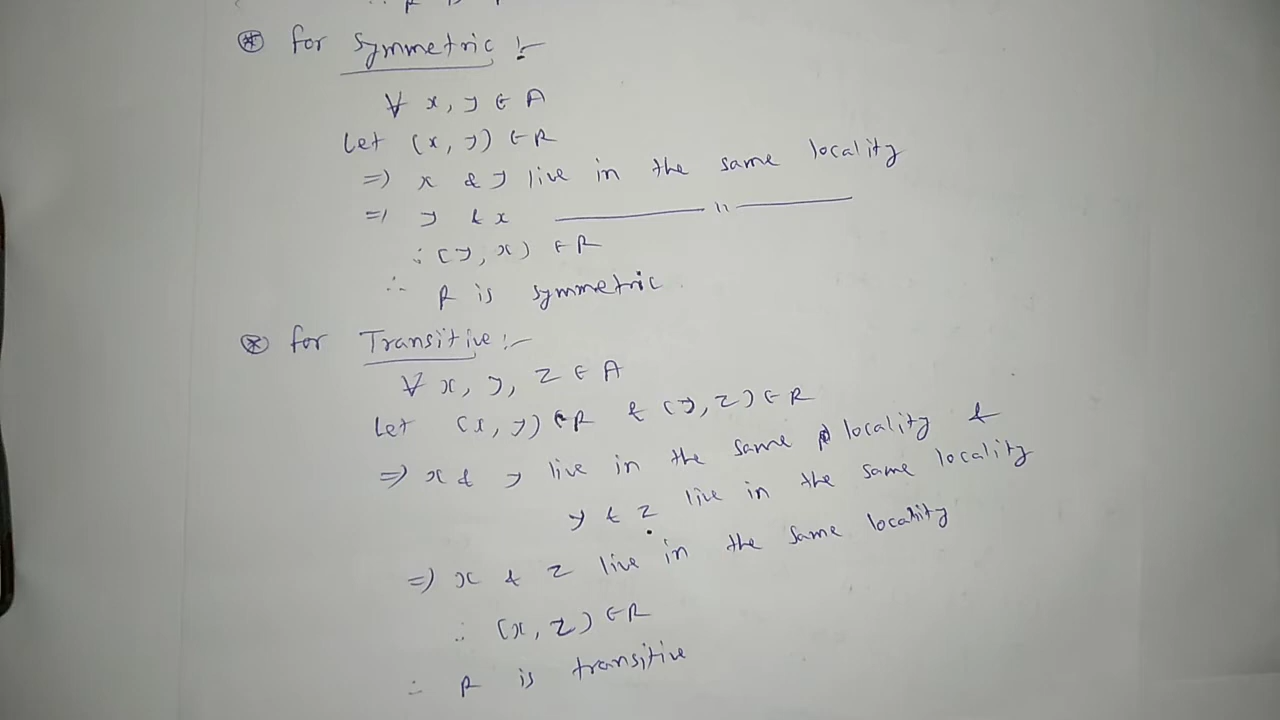 ∴ R is
⊛ for Symmetric :-
∀ x, y ∈ A
Let (x, y) ∈ R
=) x & y live in the same locality
=) y & x ——— 〃 ———
∴ (y, x) ∈ R
∴ R is symmetric.
⊛ for Transitive :-
∀ x, y, z ∈ A
Let (x, y) ∈ R & (y, z) ∈ R
=) x & y live in the same locality &
y & z live in the same locality
=) x & z live in the same locality
∴ (x, z) ∈ R
∴ R is transitive